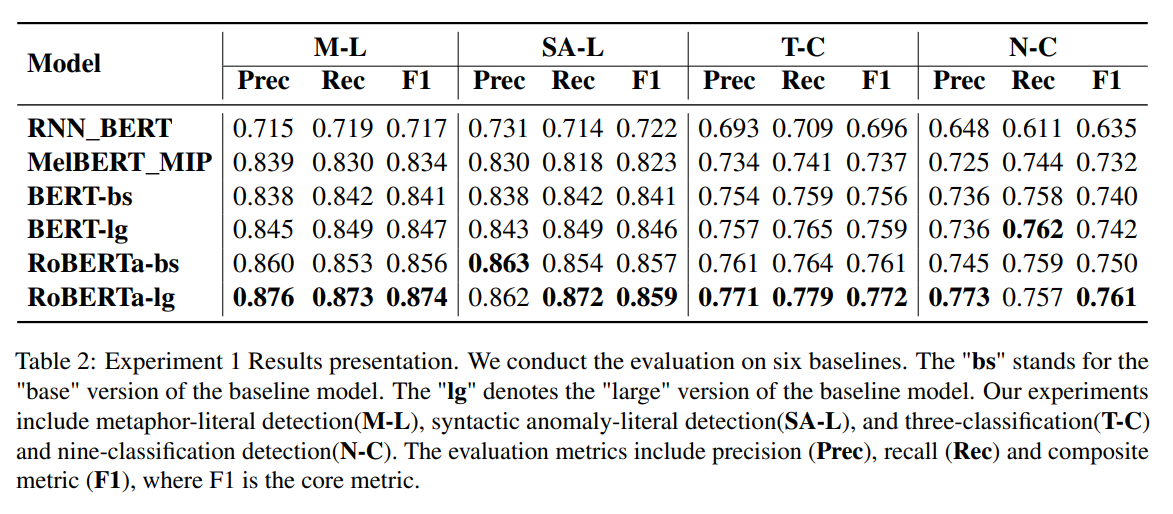 Model M-L SA-L T-C N-C
Prec Rec F1 Prec Rec F1 Prec Rec F1 Prec Rec F1
RNN_BERT 0.715 0.719 0.717 0.731 0.714 0.722 0.693 0.709 0.696 0.648 0.611 0.635
MelBERT_MIP 0.839 0.830 0.834 0.830 0.818 0.823 0.734 0.741 0.737 0.725 0.744 0.732
BERT-bs 0.838 0.842 0.841 0.838 0.842 0.841 0.754 0.759 0.756 0.736 0.758 0.740
BERT-lg 0.845 0.849 0.847 0.843 0.849 0.846 0.757 0.765 0.759 0.736 0.762 0.742
RoBERTa-bs 0.860 0.853 0.856 0.863 0.854 0.857 0.761 0.764 0.761 0.745 0.759 0.750
RoBERTa-lg 0.876 0.873 0.874 0.862 0.872 0.859 0.771 0.779 0.772 0.773 0.757 0.761
Table 2: Experiment 1 Results presentation. We conduct the evaluation on six baselines. The "bs" stands for the
"base" version of the baseline model. The "lg" denotes the "large" version of the baseline model. Our experiments
include metaphor-literal detection(M-L), syntactic anomaly-literal detection(SA-L), and three-classification(T-C)
and nine-classification detection(N-C). The evaluation metrics include precision (Prec), recall (Rec) and composite
metric (F1), where F1 is the core metric.